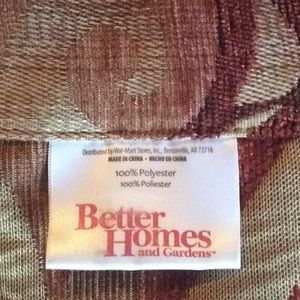 Distributed by Wal-Mart Stores, Inc., Bentonville, AR 72716
MADE IN CHINA • HECHO EN CHINA
100% Polyester
100% Poliester
Better
Homes
and Gardens™